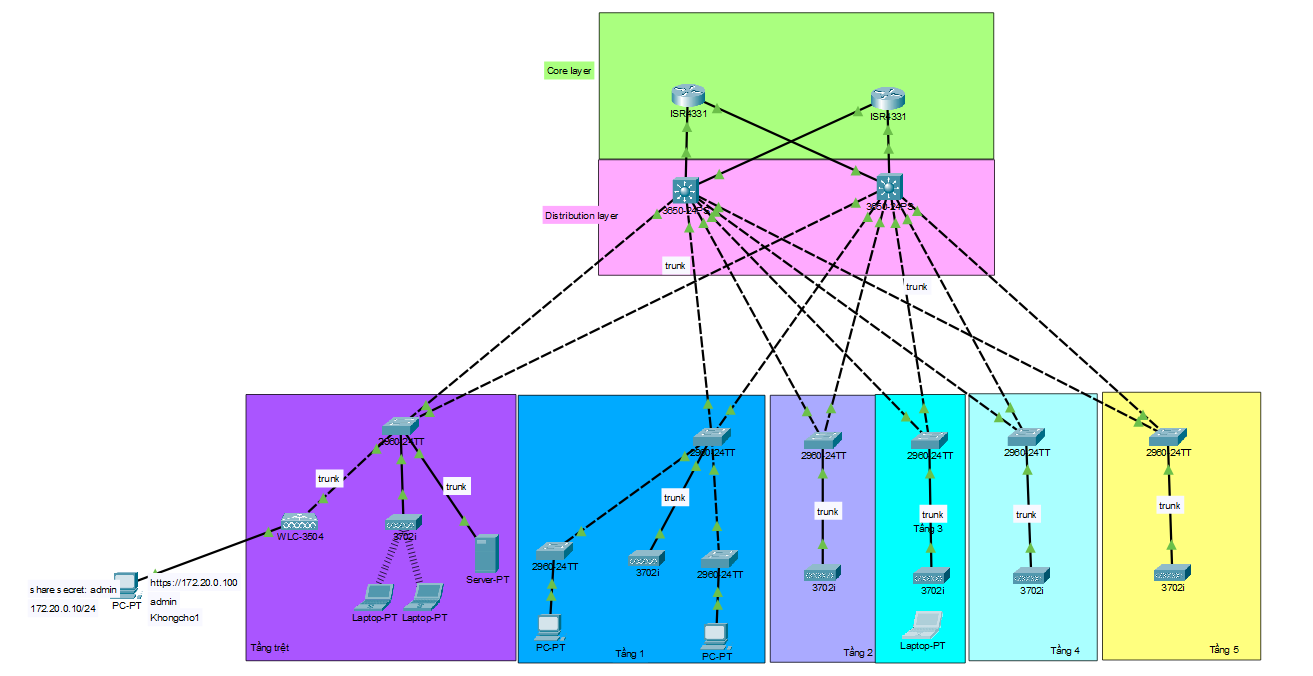 Core layer
ISR4331
ISR4331
Distribution layer
3650-24PS
3650-24PS
trunk
trunk
2960-24TT
trunk
trunk
WLC-3504
3702i
Server-PT
share secret: admin
172.20.0.10/24
PC-PT
https://172.20.0.100
admin
Khongcho1
Laptop-PT
Laptop-PT
Tầng trệt
2960-24TT
trunk
2960-24TT
3702i
2960-24TT
PC-PT
PC-PT
Tầng 1
2960-24TT
trunk
3702i
Tầng 2
2960-24TT
trunk
Tầng 3
3702i
Laptop-PT
2960-24TT
trunk
3702i
Tầng 4
2960-24TT
trunk
3702i
Tầng 5